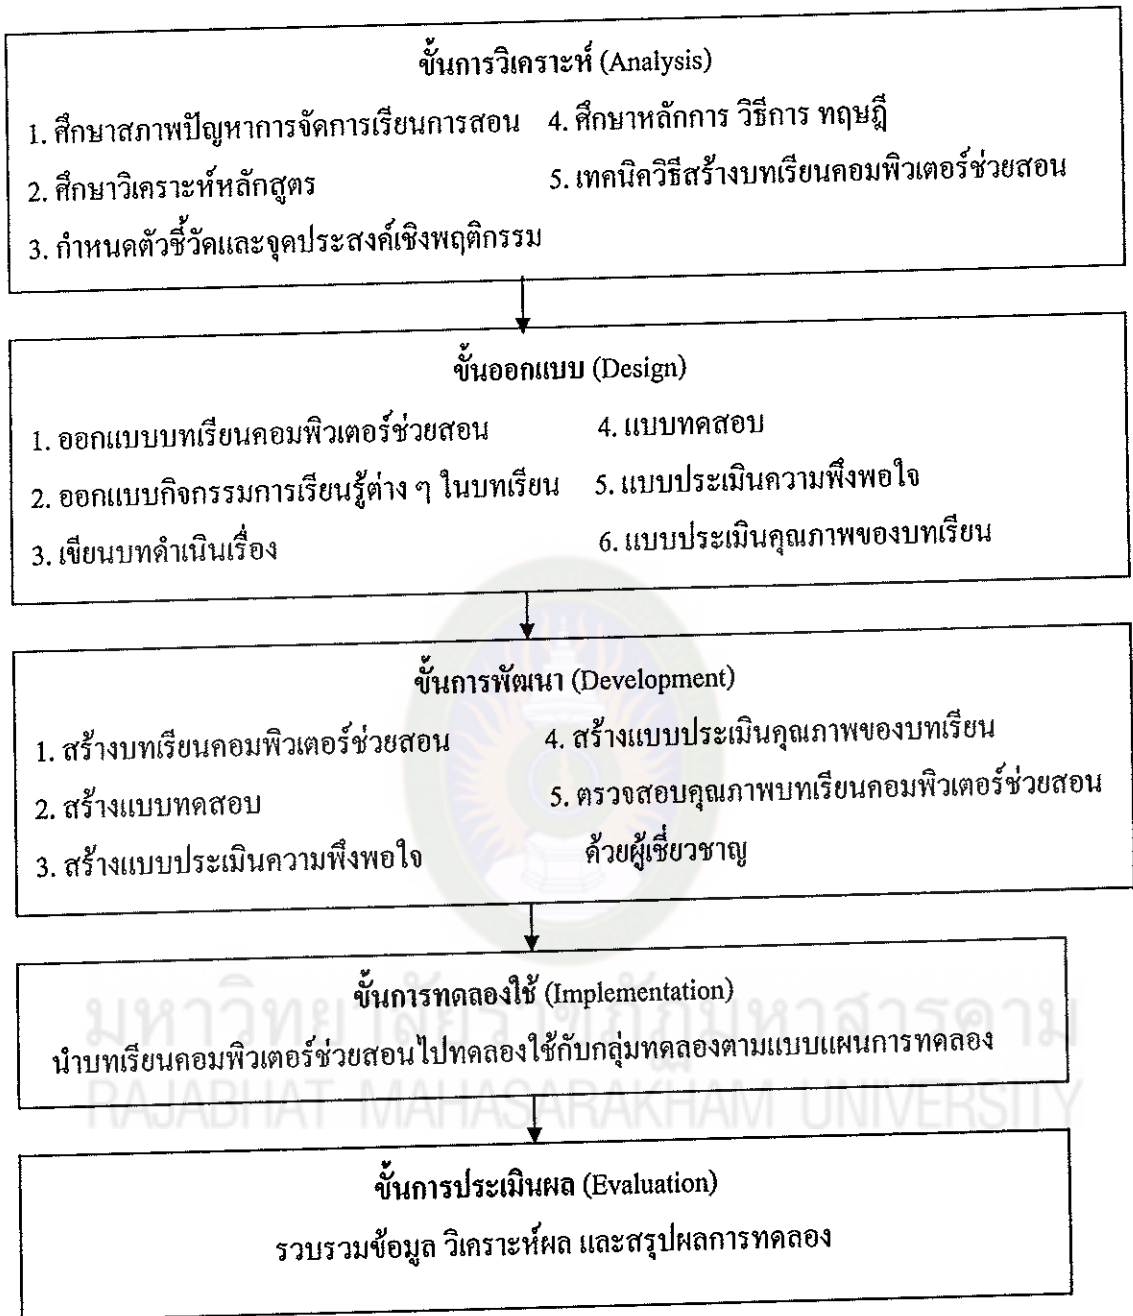 ขั้นการวิเคราะห์ (Analysis)
1. ศึกษาสภาพปัญหาการจัดการเรียนการสอน
2. ศึกษาวิเคราะห์หลักสูตร
3. กำหนดตัวชี้วัดและจุดประสงค์เชิงพฤติกรรม
4. ศึกษาหลักการ วิธีการ ทฤษฎี
5. เทคนิควิธีสร้างบทเรียนคอมพิวเตอร์ช่วยสอน
ขั้นออกแบบ (Design)
1. ออกแบบบทเรียนคอมพิวเตอร์ช่วยสอน
2. ออกแบบกิจกรรมการเรียนรู้ต่าง ๆ ในบทเรียน
3. เขียนบทดำเนินเรื่อง
4. แบบทดสอบ
5. แบบประเมินความพึงพอใจ
6. แบบประเมินคุณภาพของบทเรียน
ขั้นการพัฒนา (Development)
1. สร้างบทเรียนคอมพิวเตอร์ช่วยสอน
2. สร้างแบบทดสอบ
3. สร้างแบบประเมินความพึงพอใจ
4. สร้างแบบประเมินคุณภาพของบทเรียน
5. ตรวจสอบคุณภาพบทเรียนคอมพิวเตอร์ช่วยสอน
ด้วยผู้เชี่ยวชาญ
ขั้นการทดลองใช้ (Implementation)
นำบทเรียนคอมพิวเตอร์ช่วยสอนไปทดลองใช้กับกลุ่มทดลองตามแบบแผนการทดลอง
มหาวิทยาลัยราชภัฏมหาสารคาม
RAJABHAT MAHASARAKHAM UNIVERSITY
ขั้นการประเมินผล (Evaluation)
รวบรวมข้อมูล วิเคราะห์ผล และสรุปผลการทดลอง